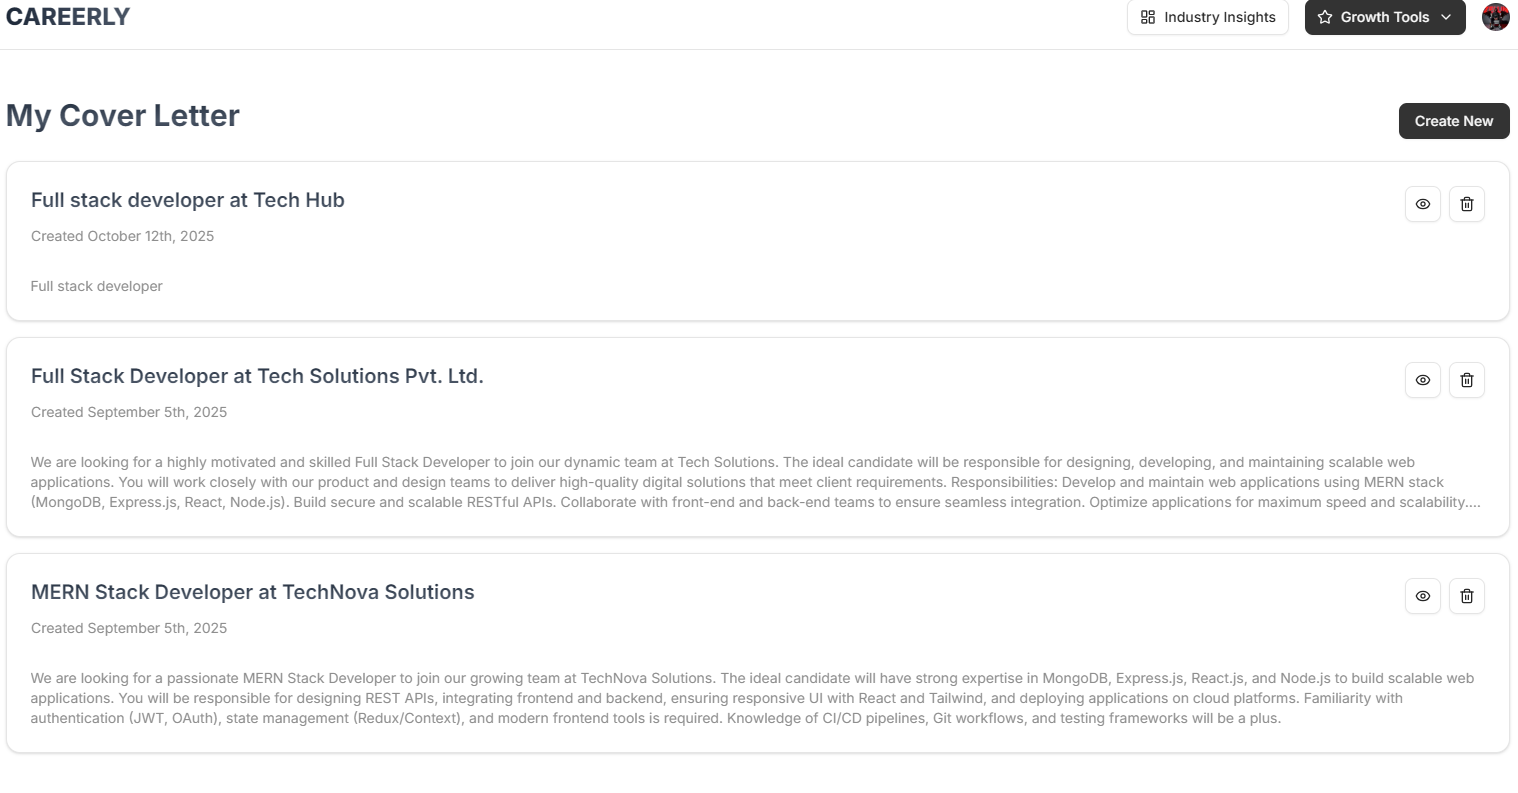 CAREERLY
Industry Insights
Growth Tools
My Cover Letter
Create New
Full stack developer at Tech Hub
Created October 12th, 2025
Full stack developer
Full Stack Developer at Tech Solutions Pvt. Ltd.
Created September 5th, 2025
We are looking for a highly motivated and skilled Full Stack Developer to join our dynamic team at Tech Solutions. The ideal candidate will be responsible for designing, developing, and maintaining scalable web
applications. You will work closely with our product and design teams to deliver high-quality digital solutions that meet client requirements. Responsibilities: Develop and maintain web applications using MERN stack
(MongoDB, Express.js, React, Node.js). Build secure and scalable RESTful APIs. Collaborate with front-end and back-end teams to ensure seamless integration. Optimize applications for maximum speed and scalability....
MERN Stack Developer at TechNova Solutions
Created September 5th, 2025
We are looking for a passionate MERN Stack Developer to join our growing team at TechNova Solutions. The ideal candidate will have strong expertise in MongoDB, Express.js, React.js, and Node.js to build scalable web
applications. You will be responsible for designing REST APIs, integrating frontend and backend, ensuring responsive UI with React and Tailwind, and deploying applications on cloud platforms. Familiarity with
authentication (JWT, OAuth), state management (Redux/Context), and modern frontend tools is required. Knowledge of CI/CD pipelines, Git workflows, and testing frameworks will be a plus.